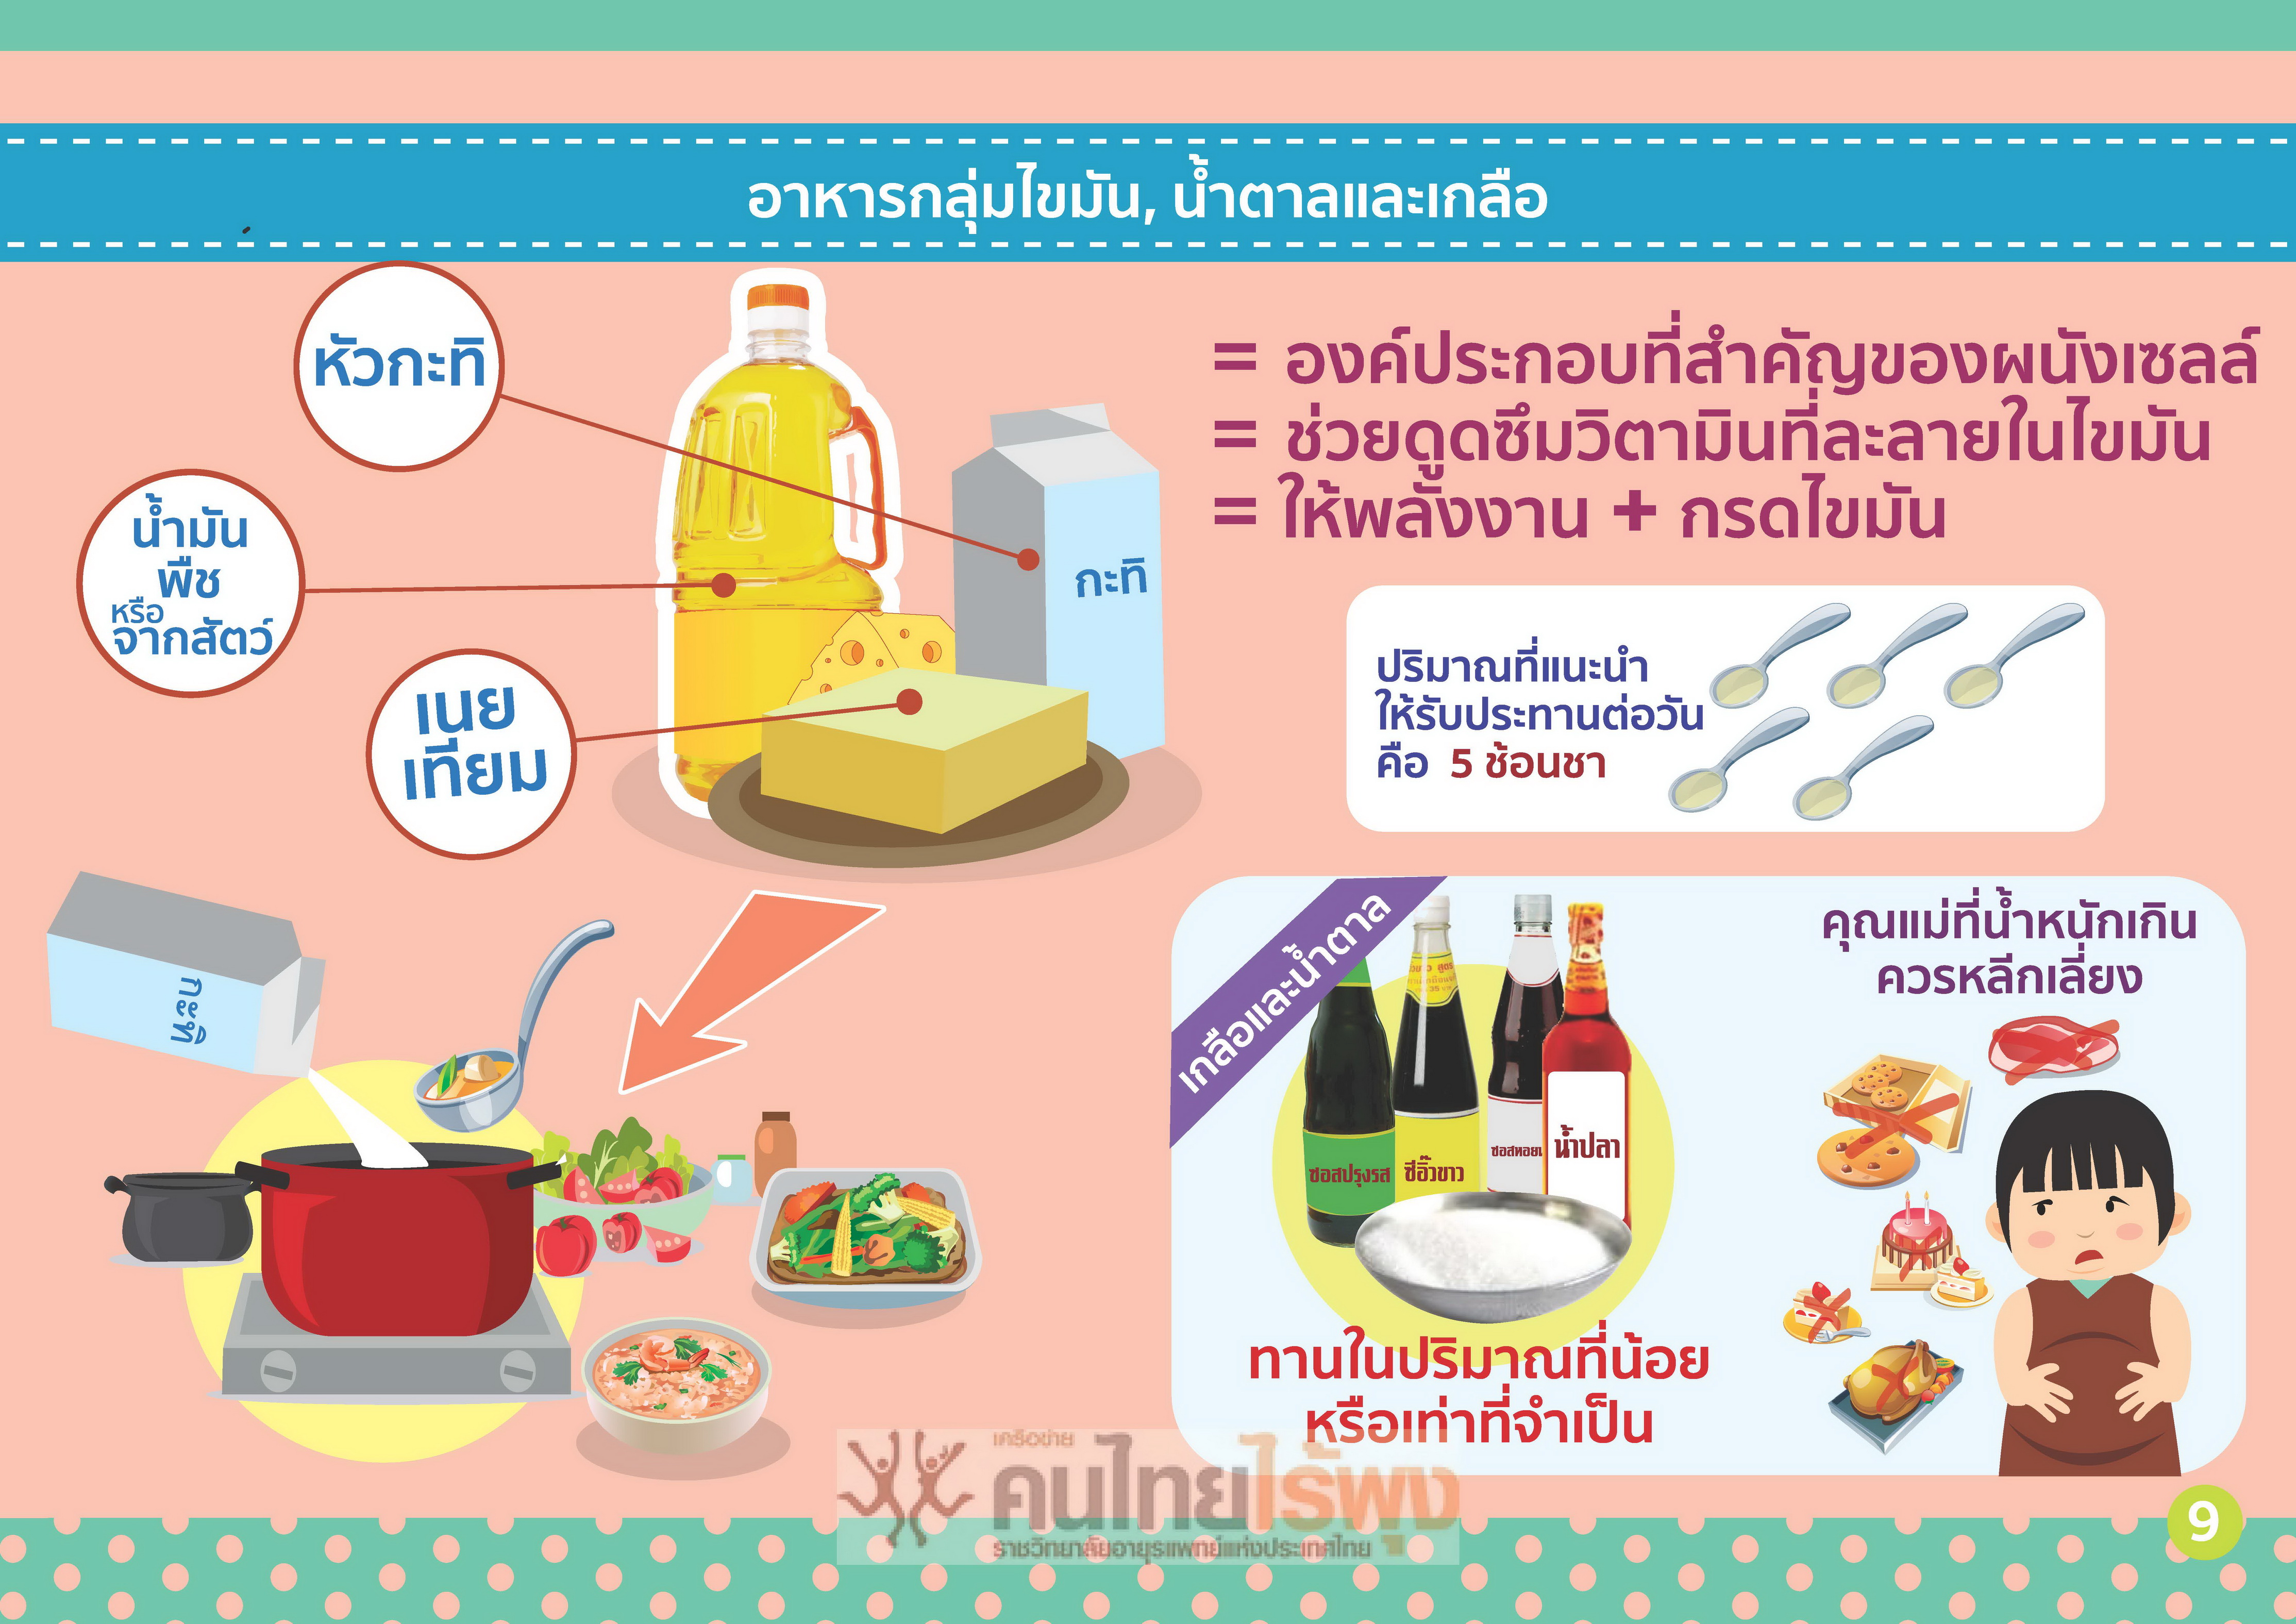 อาหารกลุ่มไขมัน, น้ำตาลและเกลือ
หัวกะทิ
น้ำมัน
พืช
หรือ
จากสัตว์
เนย
เทียม
กะทิ
= องค์ประกอบที่สำคัญของผนังเซลล์
= ช่วยดูดซึมวิตามินที่ละลายในไขมัน
= ให้พลังงาน + กรดไขมัน
ปริมาณที่แนะนำ
ให้รับประทานต่อวัน
คือ 5 ช้อนชา
กะทิ
เกลือและน้ำตาล
สูตร
ซอสปรุงรส
ซีอิ๊วขาว
ซอสหอย
น้ำปลา
ทานในปริมาณที่น้อย
หรือเท่าที่จำเป็น
คุณแม่ที่น้ำหนักเกิน
ควรหลีกเลี่ยง
เครือข่าย
คนไทยไร้พุง
ราชวิทยาลัยอายุรแพทย์แห่งประเทศไทย
9